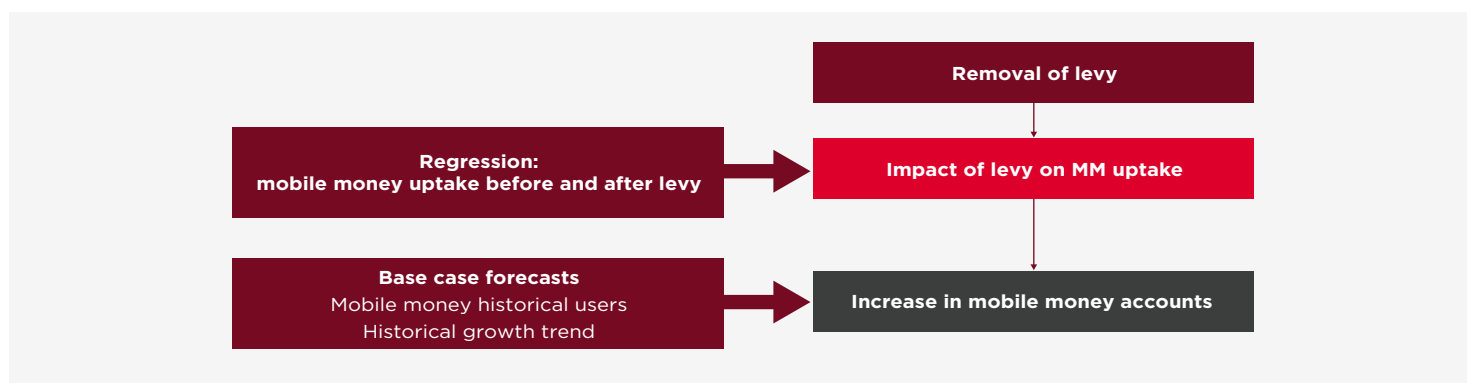 Removal of levy
Regression:
mobile money uptake before and after levy
Impact of levy on MM uptake
Base case forecasts
Mobile money historical users
Historical growth trend
Increase in mobile money accounts